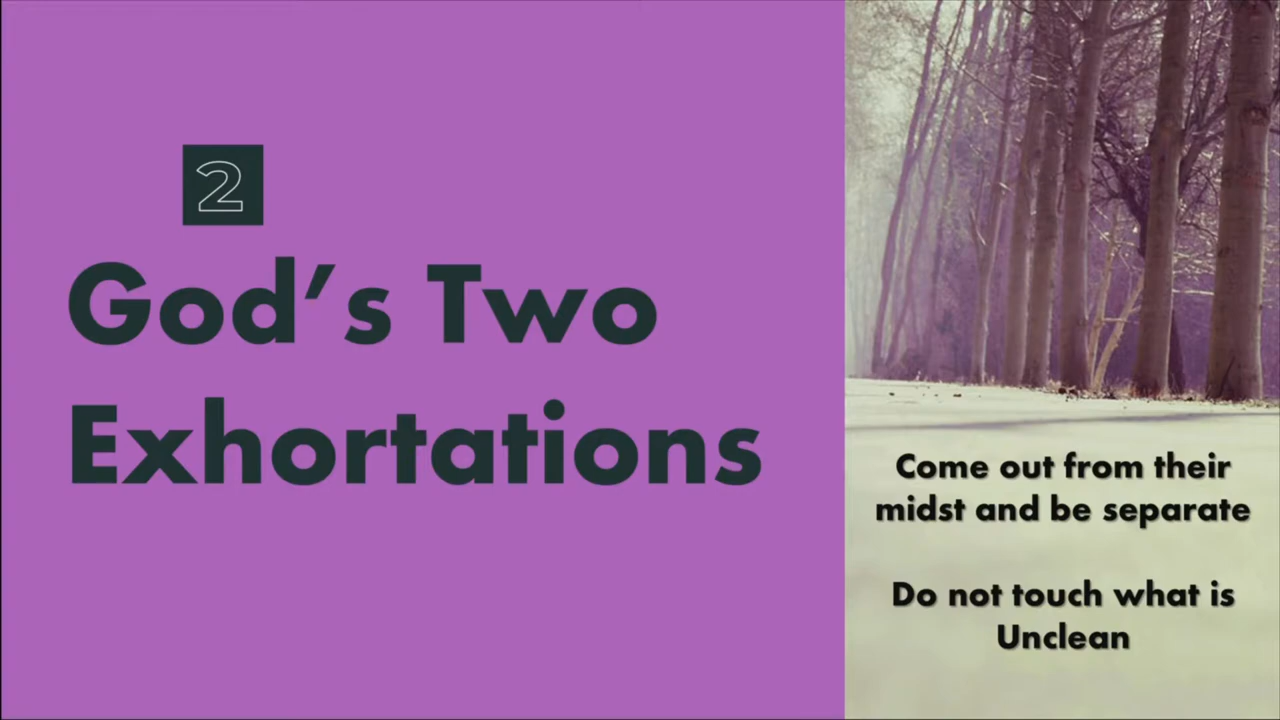 2
God’s Two
Exhortations
Come out from their
midst and be separate
Do not touch what is
Unclean